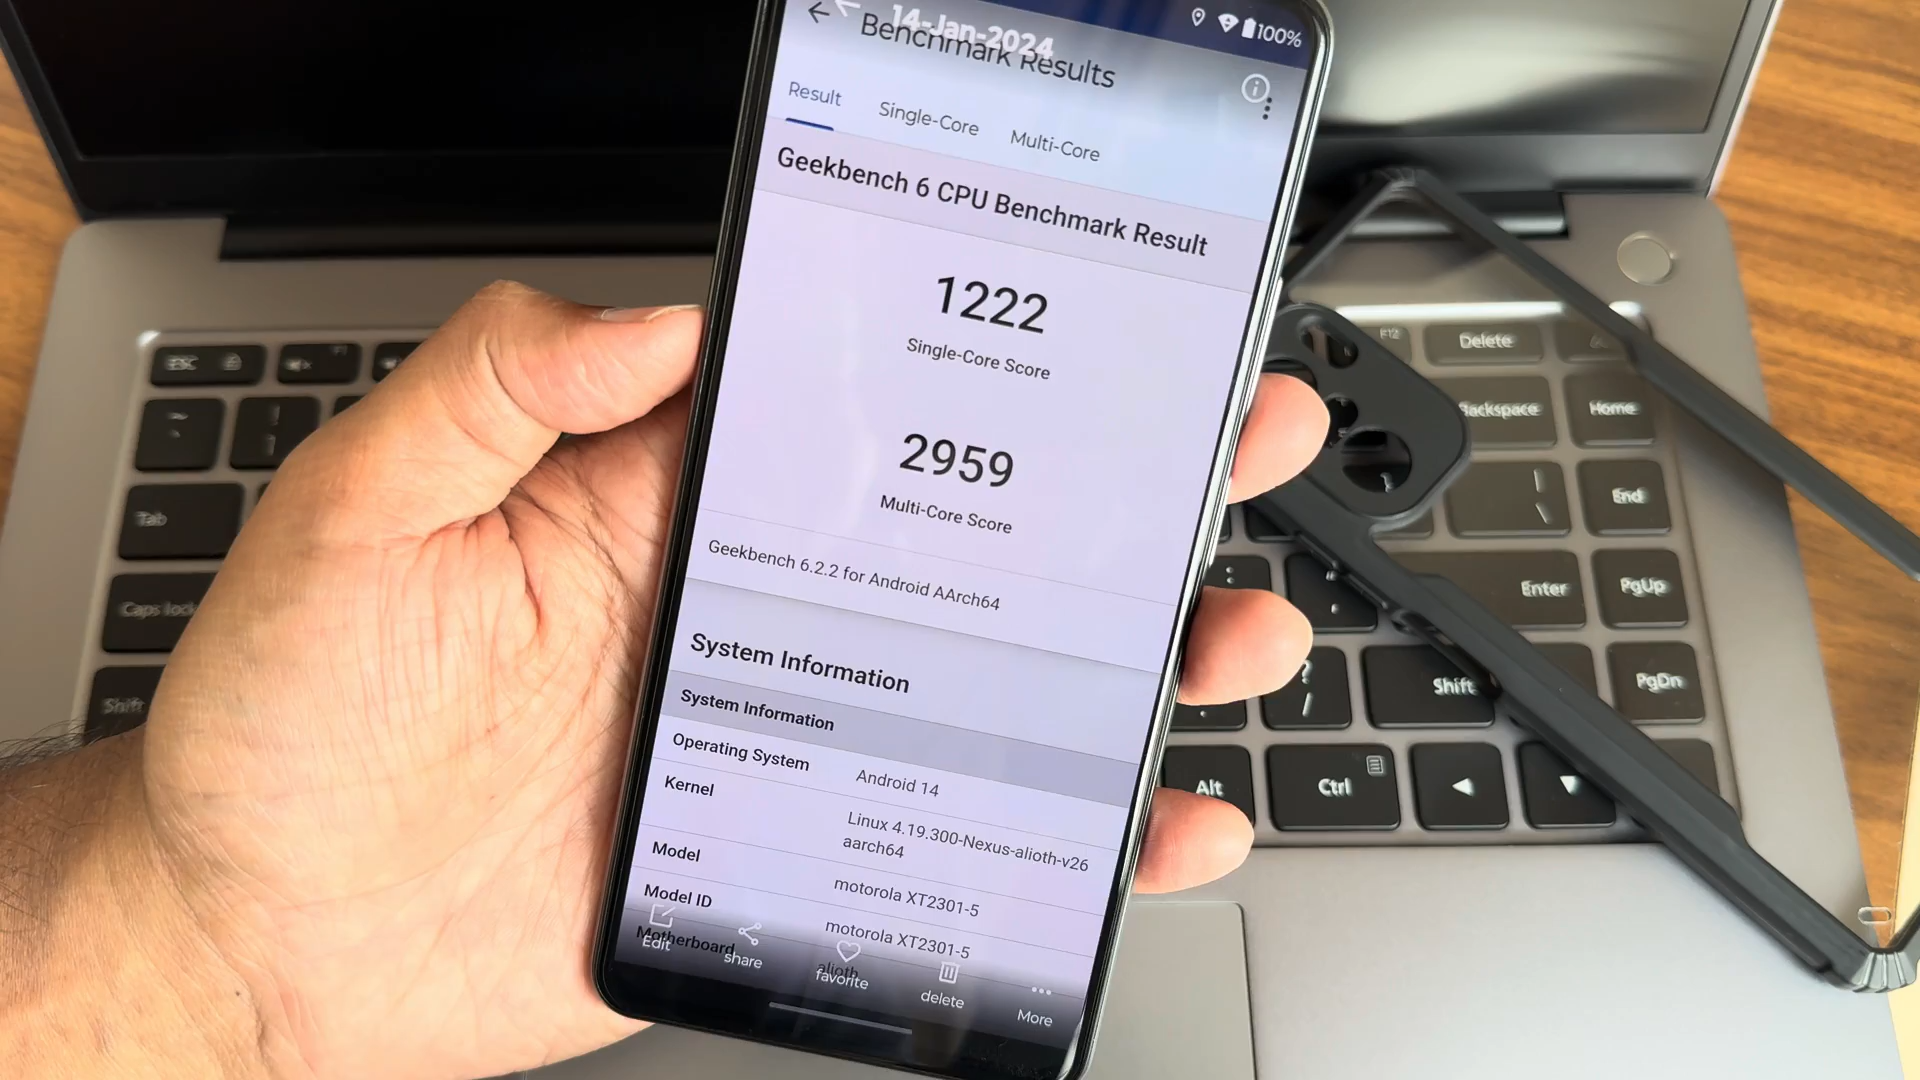 14-Jan-2024
100%
Benchmark Results
Result Single-Core Multi-Core
Geekbench 6 CPU Benchmark Result
1222
Single-Core Score
2959
Multi-Core Score
Geekbench 6.2.2 for Android AArch64
System Information
System Information
Operating System Android 14
Kernel Linux 4.19.300-Nexus-alioth-v26
aarch64
Model motorola XT2301-5
Model ID motorola XT2301-5
Motherboard alioth
Edit share favorite delete More
ESC F1
Tab
Caps lock
Shift
F12 Delete
Backspace Home
End
Enter PgUp
Shift PgDn
Alt Ctrl